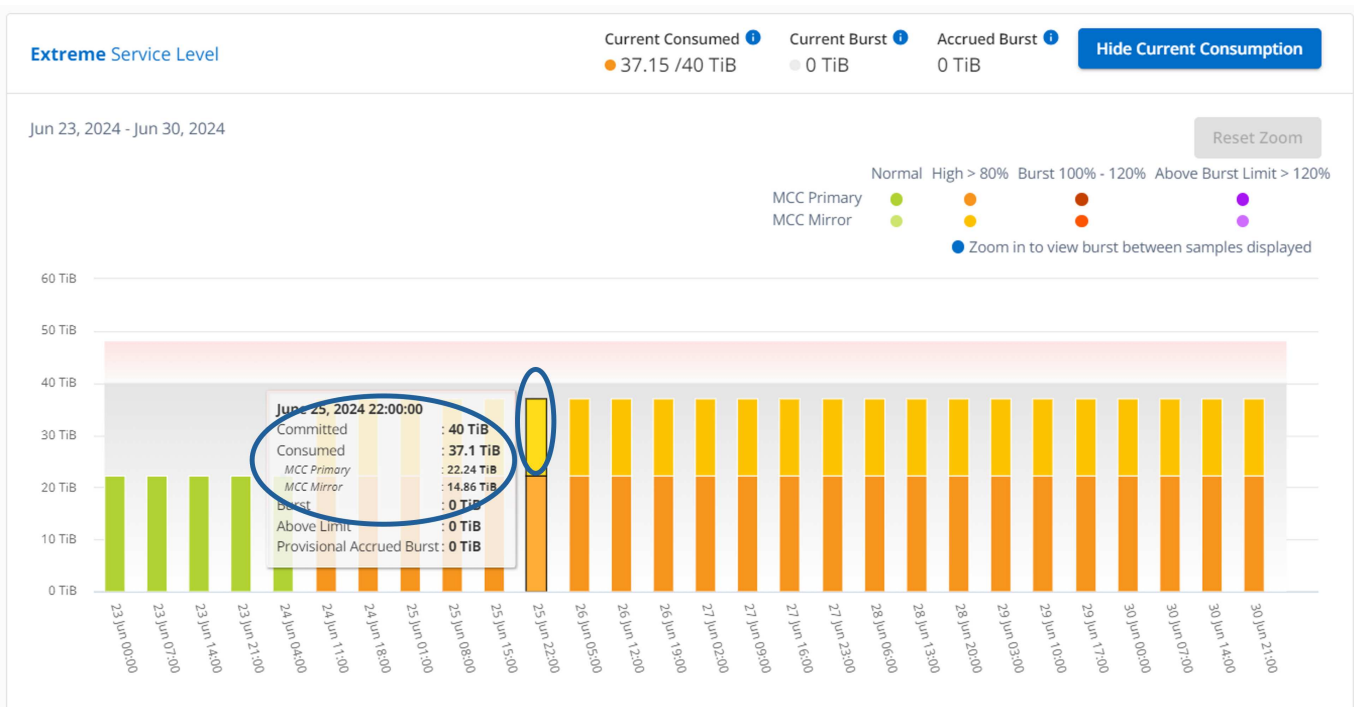 Extreme Service Level
Current Consumed
37.15 /40 TiB
Current Burst
0 TiB
Accrued Burst
0 TiB
Hide Current Consumption
Jun 23, 2024 - Jun 30, 2024
Reset Zoom
Normal High > 80% Burst 100% - 120% Above Burst Limit > 120%
MCC Primary
MCC Mirror
Zoom in to view burst between samples displayed
60 TiB
50 TiB
40 TiB
30 TiB
20 TiB
10 TiB
0 TiB
June 25, 2024 22:00:00
Committed : 40 TiB
Consumed : 37.1 TiB
MCC Primary : 22.24 TiB
MCC Mirror : 14.86 TiB
Burst : 0 TiB
Above Limit : 0 TiB
Provisional Accrued Burst : 0 TiB
23 Jun 00:00
23 Jun 07:00
23 Jun 14:00
23 Jun 21:00
24 Jun 04:00
24 Jun 11:00
24 Jun 18:00
25 Jun 01:00
25 Jun 08:00
25 Jun 15:00
25 Jun 22:00
26 Jun 05:00
26 Jun 12:00
26 Jun 19:00
27 Jun 02:00
27 Jun 09:00
27 Jun 16:00
27 Jun 23:00
28 Jun 06:00
28 Jun 13:00
28 Jun 20:00
29 Jun 03:00
29 Jun 10:00
29 Jun 17:00
30 Jun 00:00
30 Jun 07:00
30 Jun 14:00
30 Jun 21:00